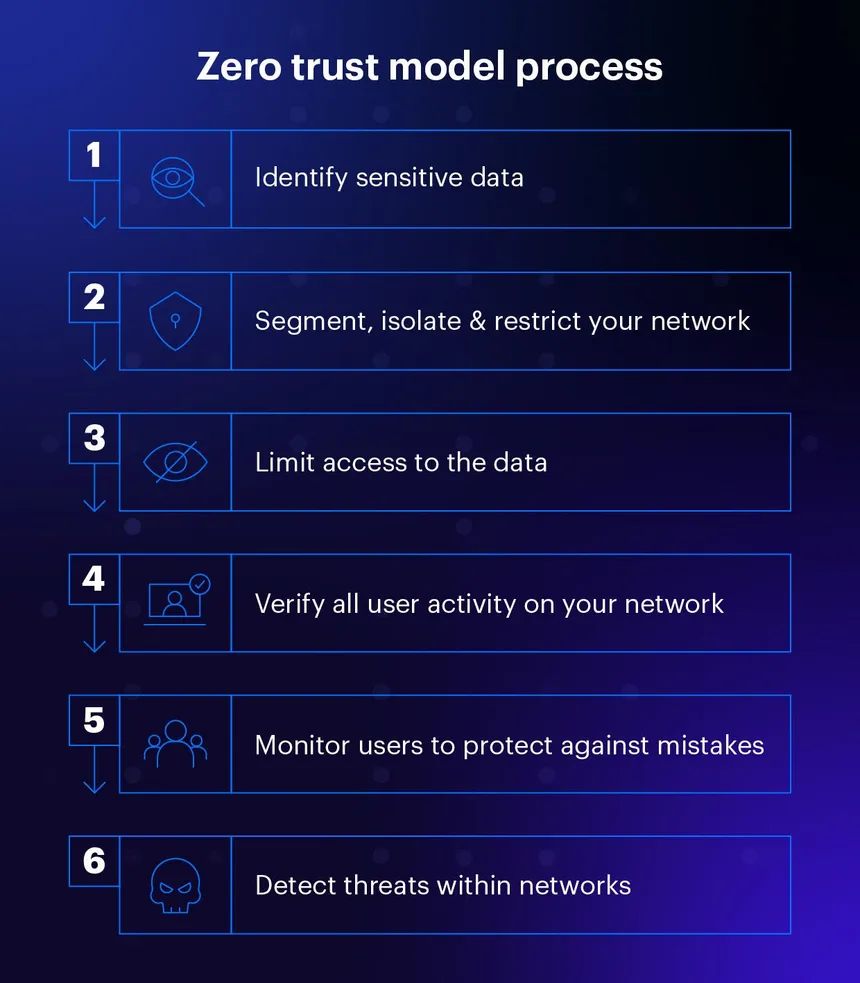 Zero trust model process
1
Identify sensitive data
2
Segment, isolate & restrict your network
3
Limit access to the data
4
Verify all user activity on your network
5
Monitor users to protect against mistakes
6
Detect threats within networks